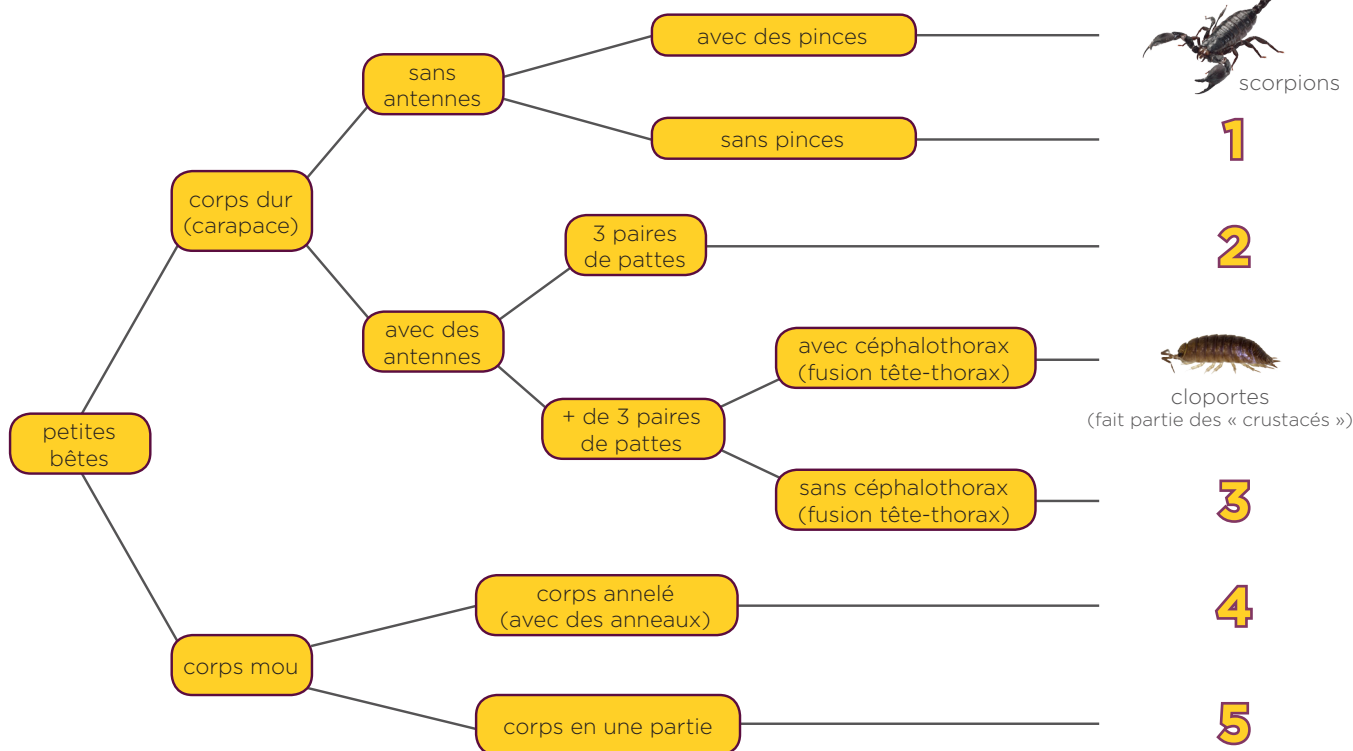 avec des pinces
scorpions
sans
antennes
sans pinces
1
corps dur
(carapace)
3 paires
de pattes
2
avec des
antennes
avec céphalothorax
(fusion tête-thorax)
cloportes
(fait partie des « crustacés »)
+ de 3 paires
de pattes
petites
bêtes
sans céphalothorax
(fusion tête-thorax)
3
corps annelé
(avec des anneaux)
4
corps mou
corps en une partie
5